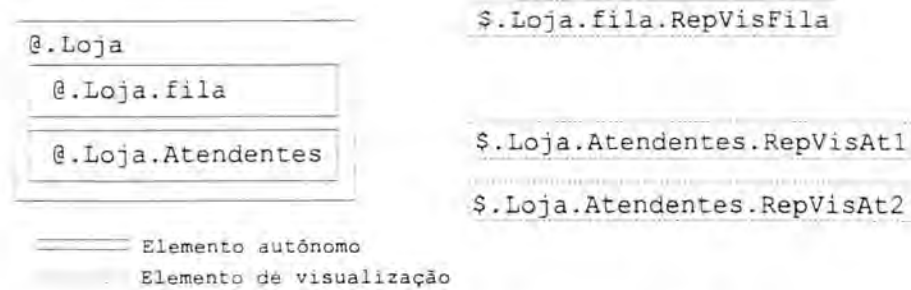 @.Loja
@.Loja.fila
@.Loja.Atendentes
$.Loja.fila.RepVisFila
$.Loja.Atendentes.RepVisAt1
$.Loja.Atendentes.RepVisAt2
Elemento autônomo
Elemento de visualização